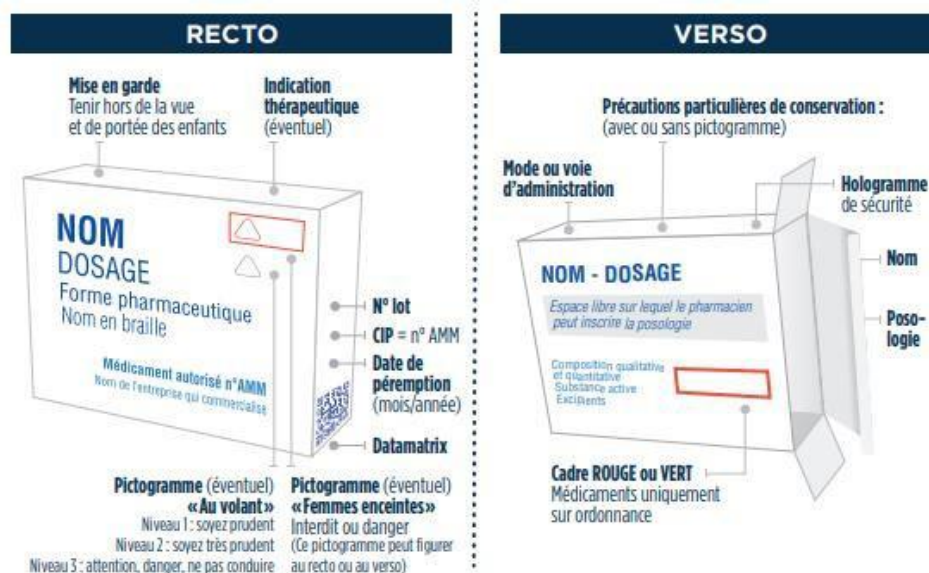 RECTO
Mise en garde
Tenir hors de la vue
et de portée des enfants
Indication
thérapeutique
(éventuel)
NOM
DOSAGE
Forme pharmaceutique
Nom en braille
Médicament autorisé n°AMM
Nom de l'entreprise qui commercialise
N° lot
CIP = n° AMM
Date de
péremption
(mois/année)
Datamatrix
Pictogramme (éventuel)
«Au volant»
Niveau 1 : soyez prudent
Niveau 2 : soyez très prudent
Niveau 3 : attention, danger, ne pas conduire
Pictogramme (éventuel)
«Femmes enceintes»
Interdit ou danger
(Ce pictogramme peut figurer
au recto ou au verso)
VERSO
Précautions particulières de conservation :
(avec ou sans pictogramme)
Mode ou voie
d'administration
Hologramme
de sécurité
Nom
Poso-
logie
NOM - DOSAGE
Espace libre sur lequel le pharmacien
peut inscrire la posologie
Composition qualitative
et quantitative
Substance active
Excipients
Cadre ROUGE ou VERT
Médicaments uniquement
sur ordonnance